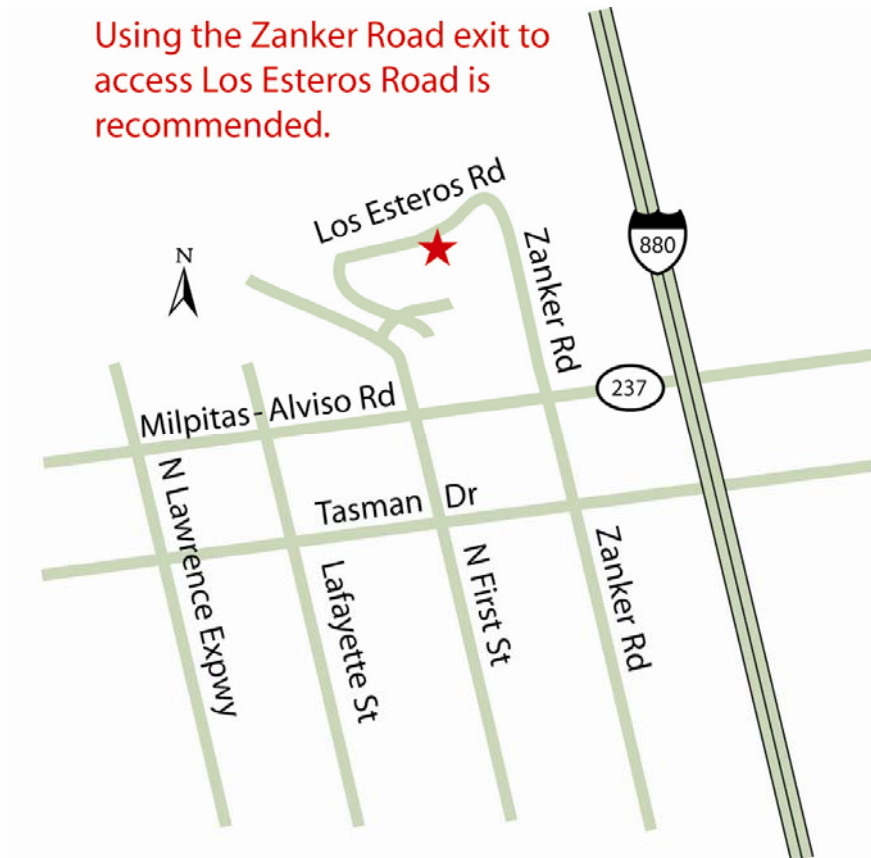 Using the Zanker Road exit to
access Los Esteros Road is
recommended.
Los Esteros Rd
Zanker Rd
880
N
237
Milpitas-Alviso Rd
N Lawrence Expwy
Tasman Dr
Lafayette St
N First St
Zanker Rd